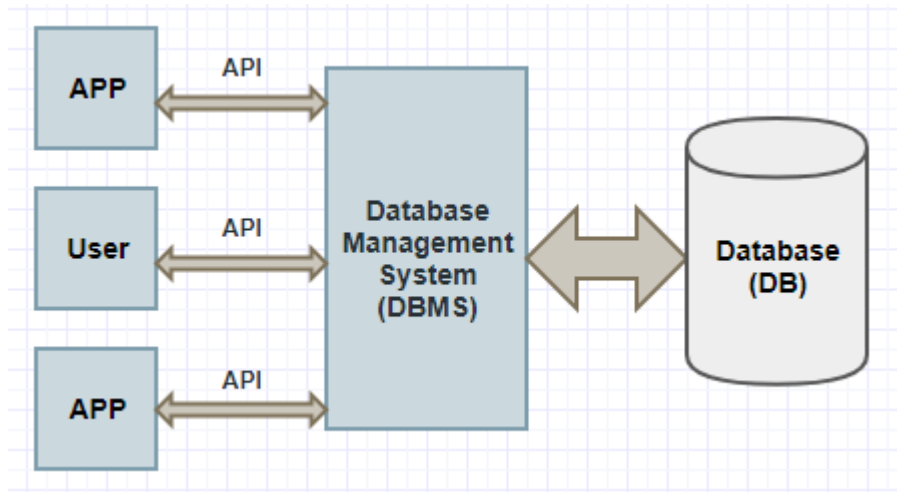 APP
API
User
API
APP
API
Database
Management
System
(DBMS)
Database
(DB)